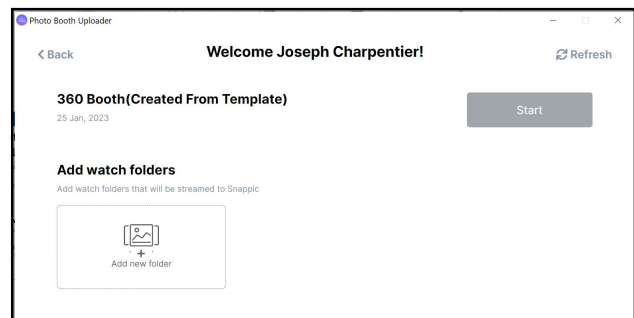 Photo Booth Uploader
Back
Welcome Joseph Charpentier!
Refresh
360 Booth(Created From Template)
25 Jan, 2023
Start
Add watch folders
Add watch folders that will be streamed to Snappic
Add new folder